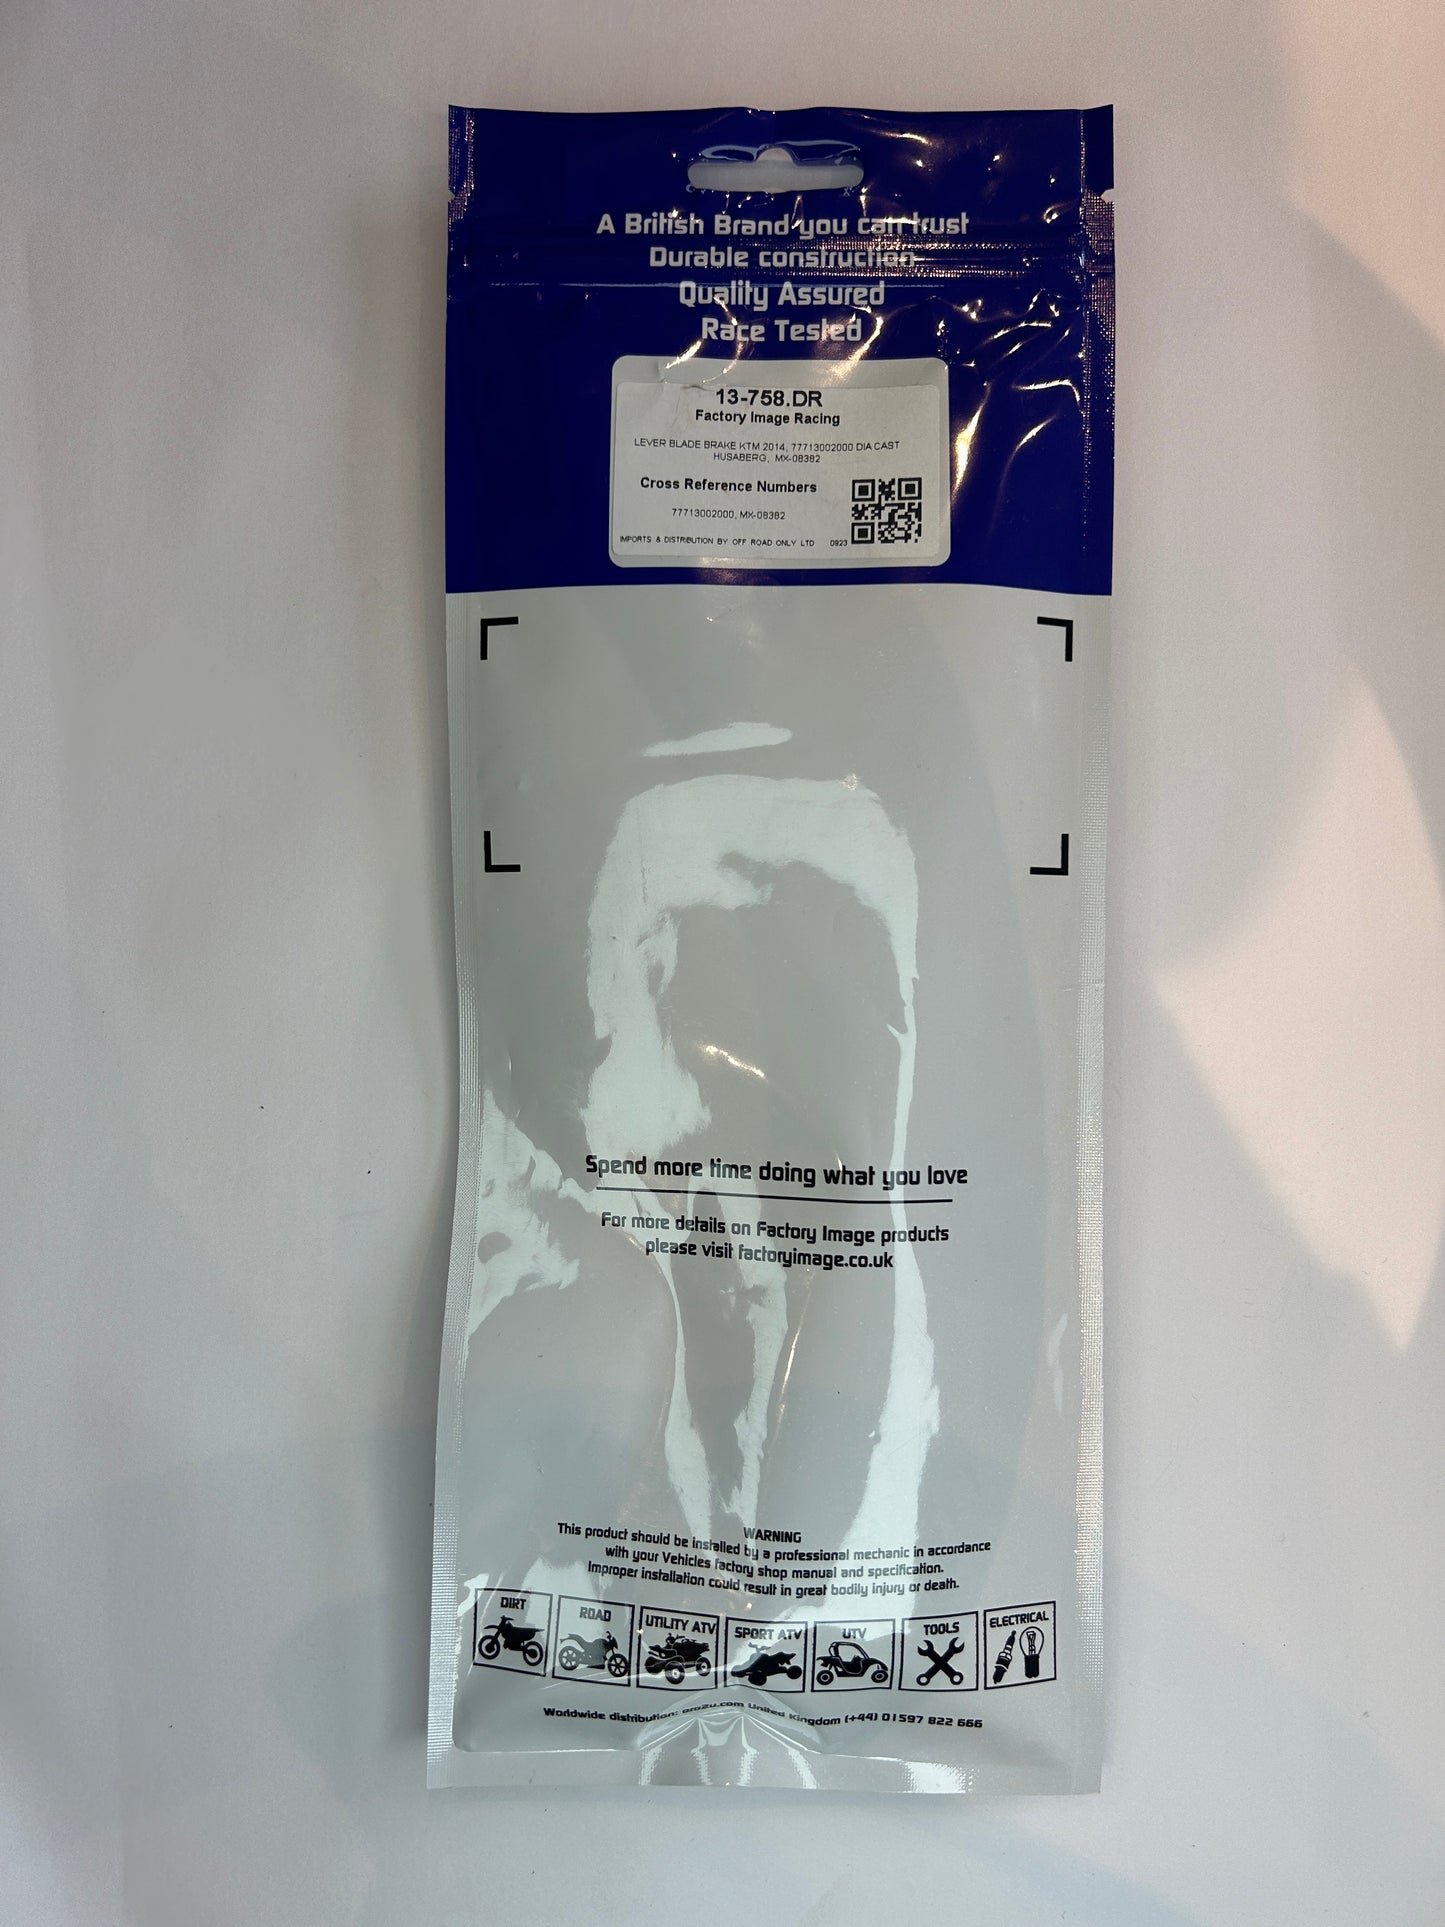 A British Brand you can trust
Durable construction
Quality Assured
Race Tested
13-758.DR
Factory Image Racing
LEVER BLADE BRAKE KTM 2014, 77713002000 DIA CAST
HUSABERG, MX-08382
Cross Reference Numbers
77713002000, MX-08382
IMPORTS & DISTRIBUTION BY OFF ROAD ONLY LTD 0923
Spend more time doing what you love
For more details on Factory Image products
please visit factoryimage.co.uk
WARNING
This product should be installed by a professional mechanic in accordance
with your Vehicles factory shop manual and specification.
Improper installation could result in great bodily injury or death.
DIRT ROAD UTILITY ATV SPORT ATV UTV TOOLS ELECTRICAL
Worldwide distribution: oro2u.com United Kingdom (+44) 01597 822 666